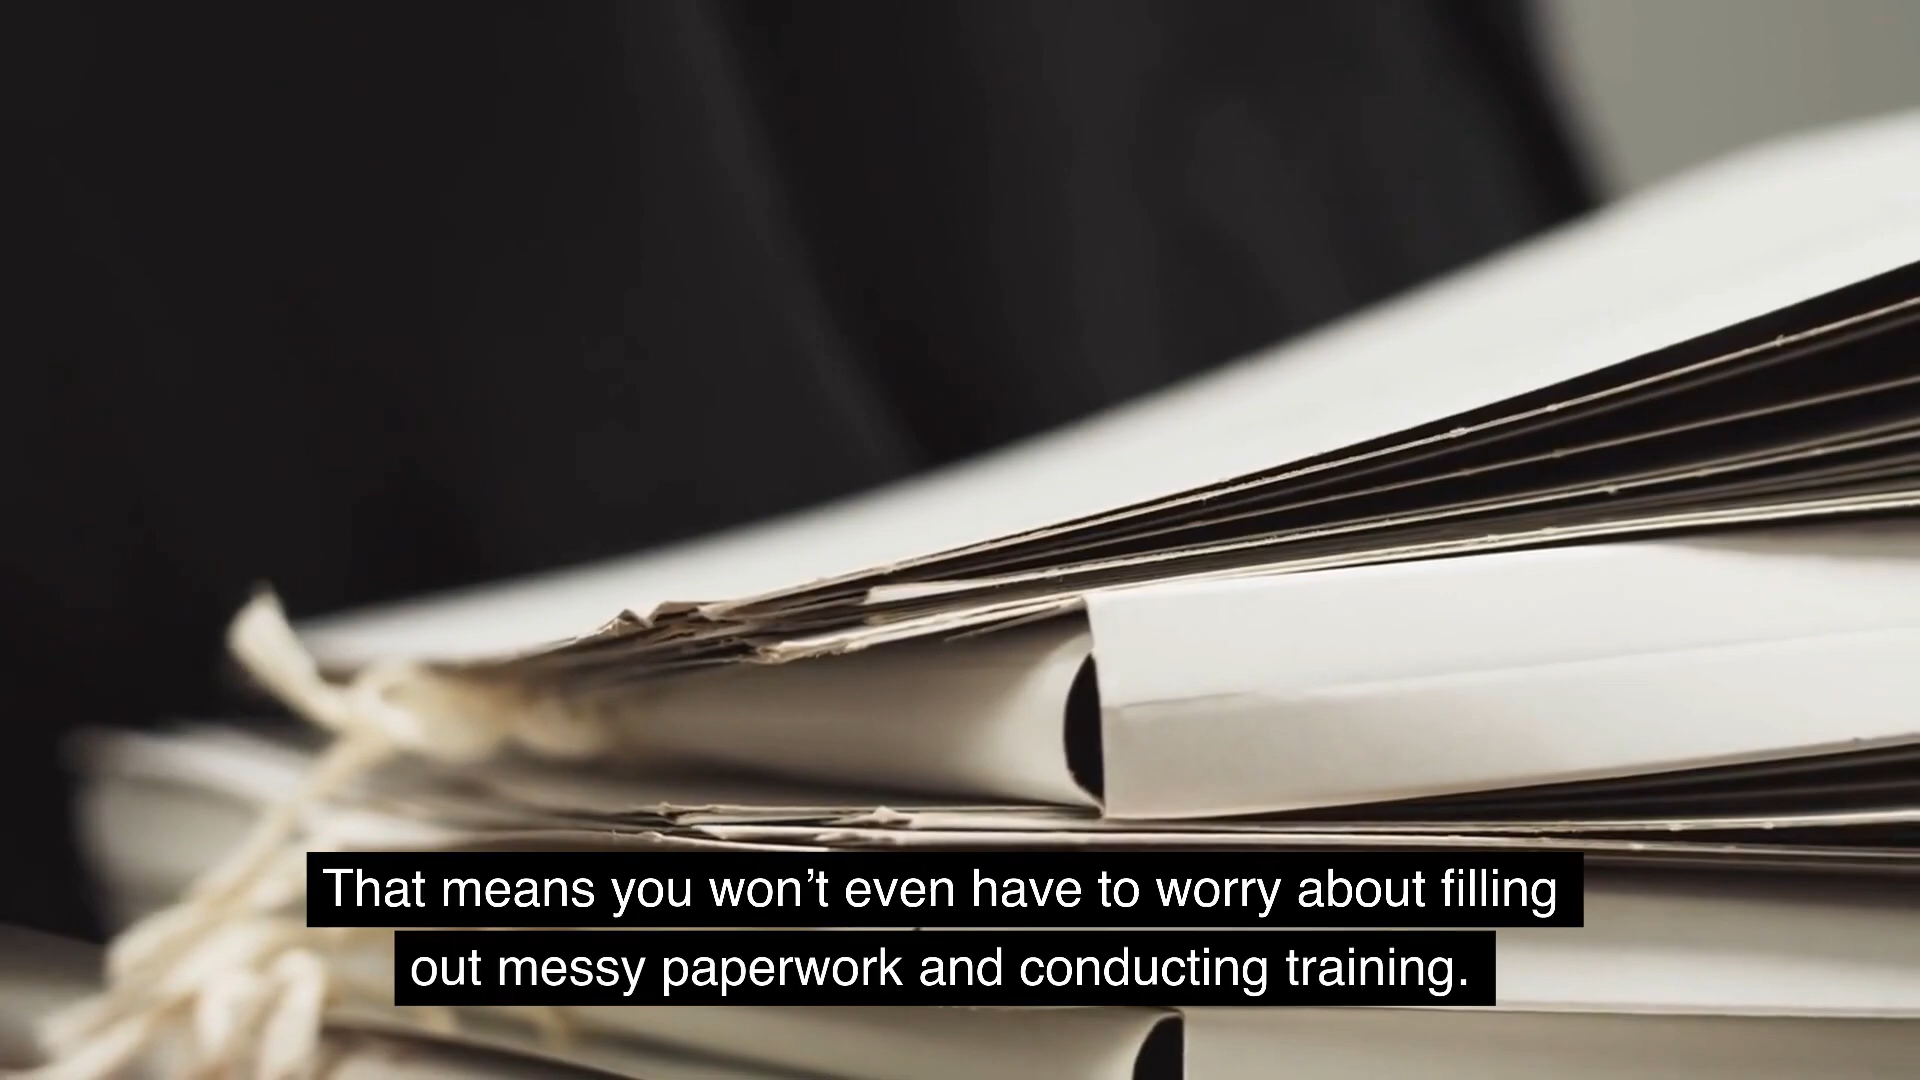 That means you won’t even have to worry about filling
out messy paperwork and conducting training.